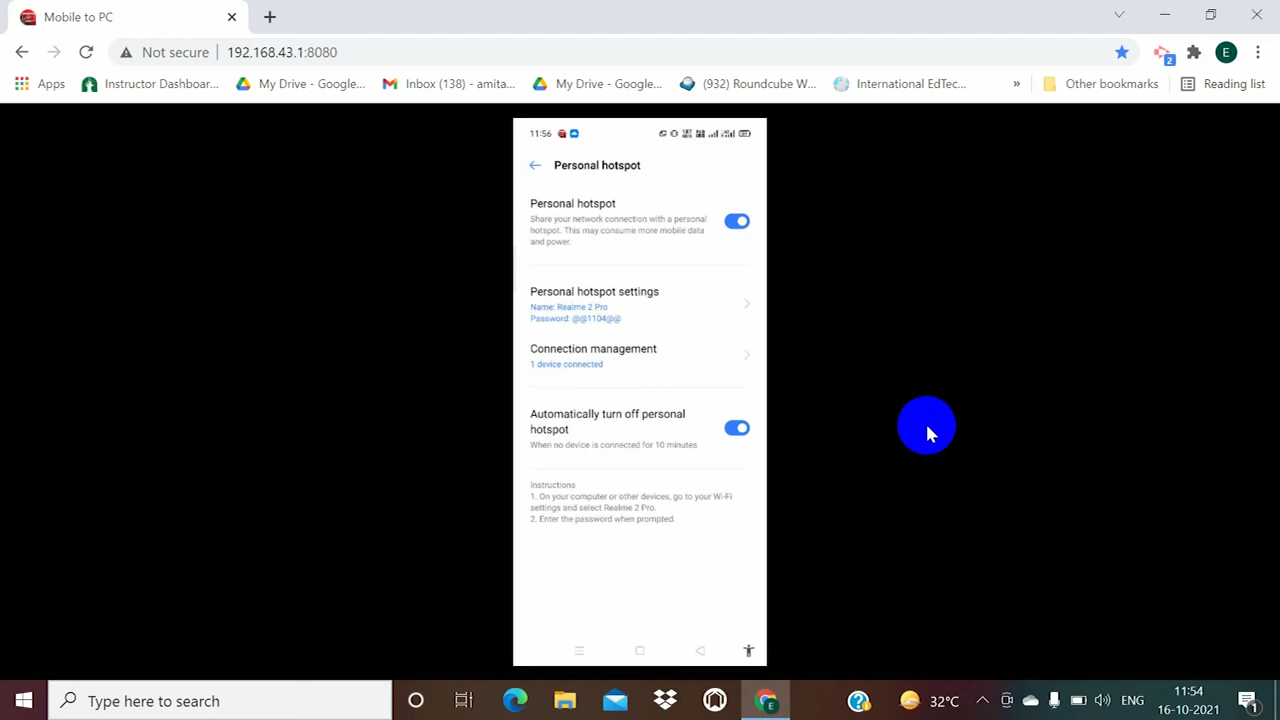 Mobile to PC
Not secure
192.168.43.1:8080
E
2
Apps
Instructor Dashboar...
My Drive - Google...
Inbox (138) - amita...
My Drive - Google...
(932) Roundcube W...
International EdTec...
»
Other bookmarks
Reading list
11:56
Personal hotspot
Personal hotspot
Share your network connection with a personal
hotspot. This may consume more mobile data
and power.
Personal hotspot settings
Name: Realme 2 Pro
Password: @@1104@@
Connection management
1 device connected
Automatically turn off personal
hotspot
When no device is connected for 10 minutes
Instructions
1. On your computer or other devices, go to your Wi-Fi
settings and select Realme 2 Pro.
2. Enter the password when prompted.
Type here to search
32°C
ENG
11:54
16-10-2021
1